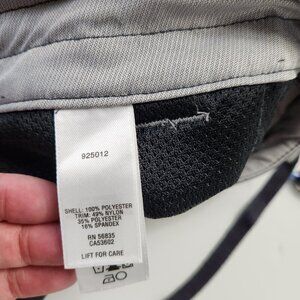 925012
SHELL: 100% POLYESTER
TRIM: 49% NYLON
35% POLYESTER
16% SPANDEX
RN 56835
CA53602
LIFT FOR CARE